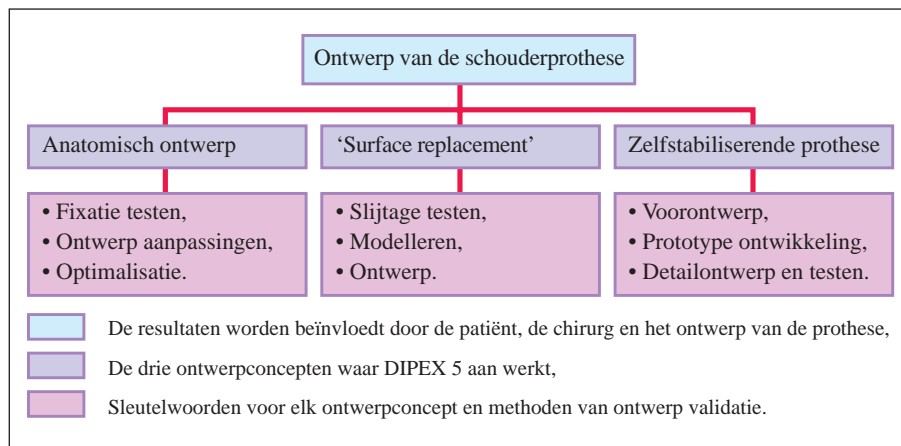 Ontwerp van de schouderprothese
Anatomisch ontwerp
‘Surface replacement’
Zelfstabiliserende prothese
• Fixatie testen,
• Ontwerp aanpassingen,
• Optimalisatie.
• Slijtage testen,
• Modelleren,
• Ontwerp.
• Voorontwerp,
• Prototype ontwikkeling,
• Detailontwerp en testen.
De resultaten worden beïnvloedt door de patiënt, de chirurg en het ontwerp van de prothese,
De drie ontwerpconcepten waar DIPEX 5 aan werkt,
Sleutelwoorden voor elk ontwerpconcept en methoden van ontwerp validatie.